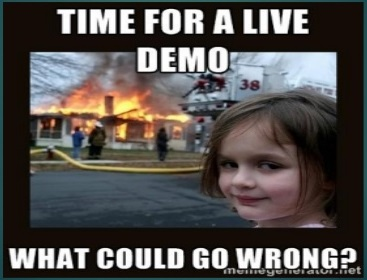 TIME FOR A LIVE
DEMO
38
WHAT COULD GO WRONG?
memegenerator.net